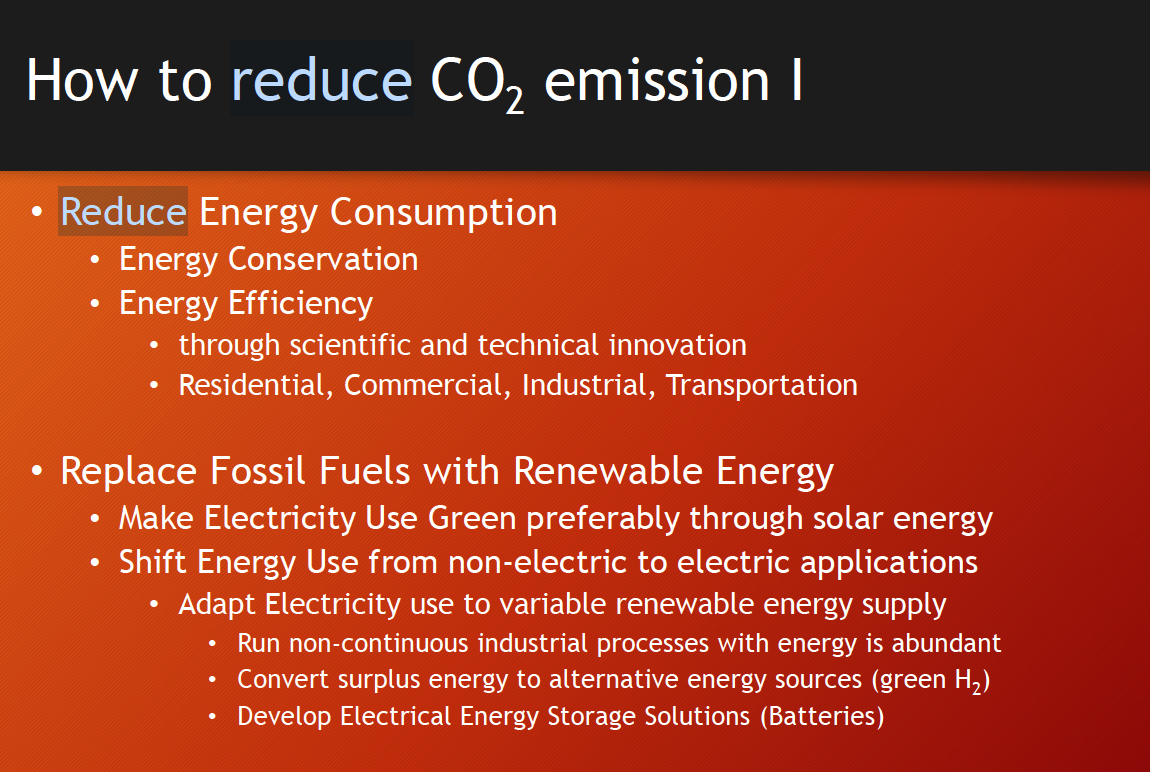 How to reduce CO₂ emission I
• Reduce Energy Consumption
• Energy Conservation
• Energy Efficiency
• through scientific and technical innovation
• Residential, Commercial, Industrial, Transportation
• Replace Fossil Fuels with Renewable Energy
• Make Electricity Use Green preferably through solar energy
• Shift Energy Use from non-electric to electric applications
• Adapt Electricity use to variable renewable energy supply
• Run non-continuous industrial processes with energy is abundant
• Convert surplus energy to alternative energy sources (green H₂)
• Develop Electrical Energy Storage Solutions (Batteries)